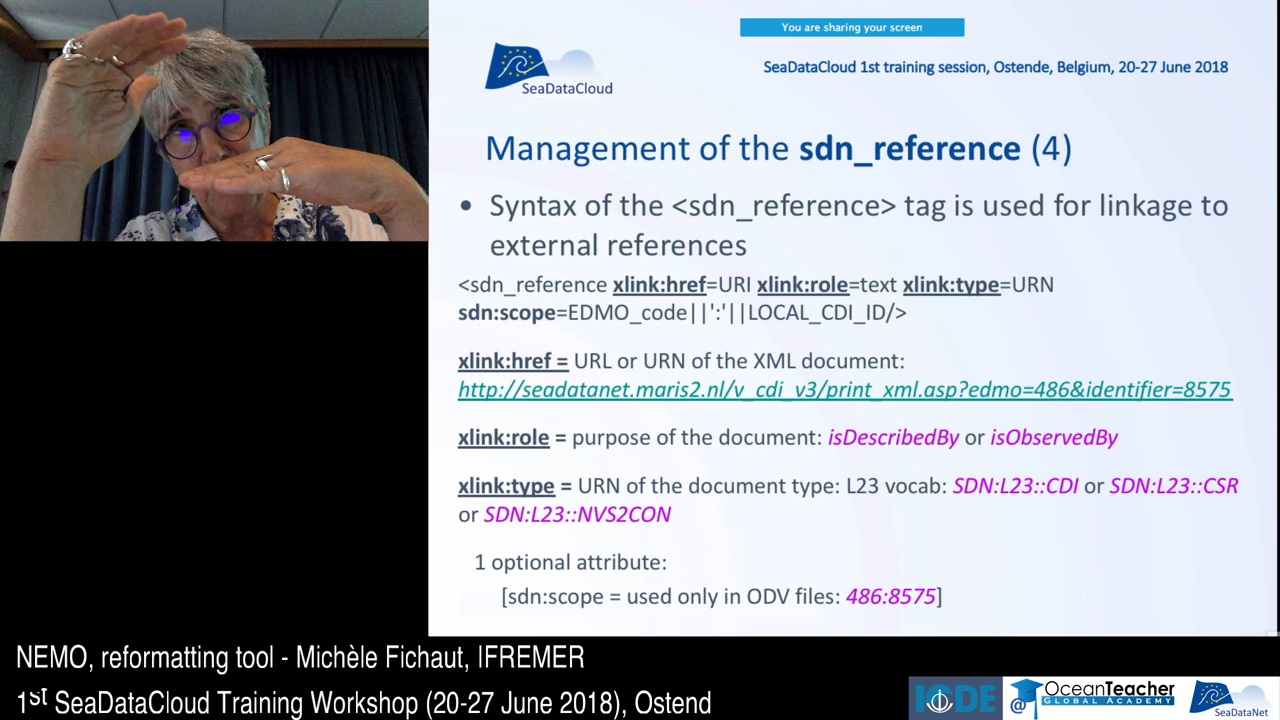 You are sharing your screen
SeaDataCloud
SeaDataCloud 1st training session, Ostende, Belgium, 20-27 June 2018
Management of the sdn_reference (4)
• Syntax of the <sdn_reference> tag is used for linkage to
external references
<sdn_reference xlink:href=URI xlink:role=text xlink:type=URN
sdn:scope=EDMO_code||':'||LOCAL_CDI_ID/>
xlink:href = URL or URN of the XML document:
http://seadatanet.maris2.nl/v_cdi_v3/print_xml.asp?edmo=486&identifier=8575
xlink:role = purpose of the document: isDescribedBy or isObservedBy
xlink:type = URN of the document type: L23 vocab: SDN:L23::CDI or SDN:L23::CSR
or SDN:L23::NVS2CON
1 optional attribute:
[sdn:scope = used only in ODV files: 486:8575]
NEMO, reformatting tool - Michèle Fichaut, IFREMER
1st SeaDataCloud Training Workshop (20-27 June 2018), Ostend
IODE
@ OceanTeacher
GLOBAL ACADEMY
SeaDataNet